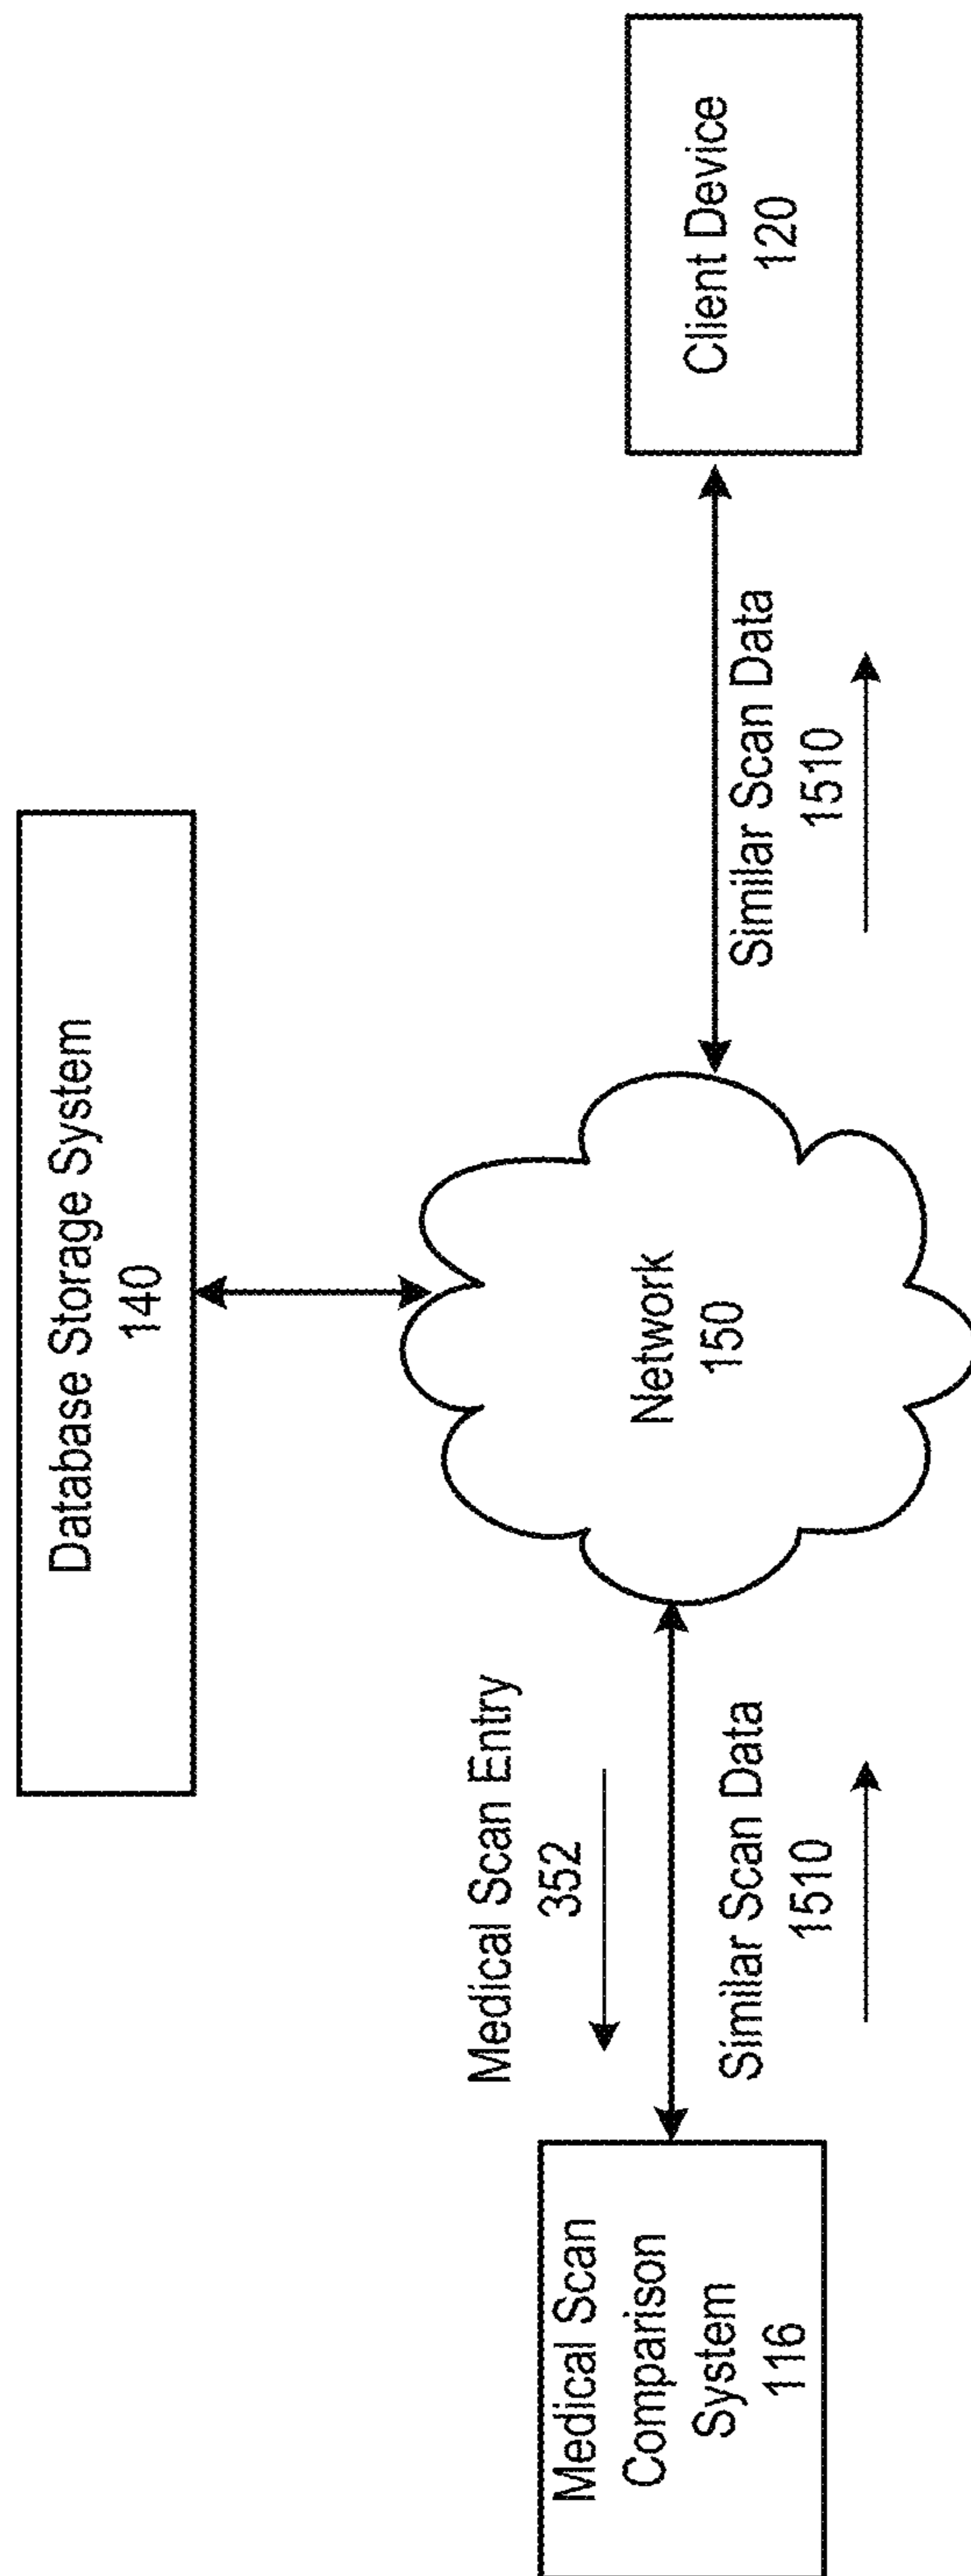 Database Storage System
140
Medical Scan
Comparison
System
116
Medical Scan Entry
352
Similar Scan Data
1510
Network
150
Similar Scan Data
1510
Client Device
120